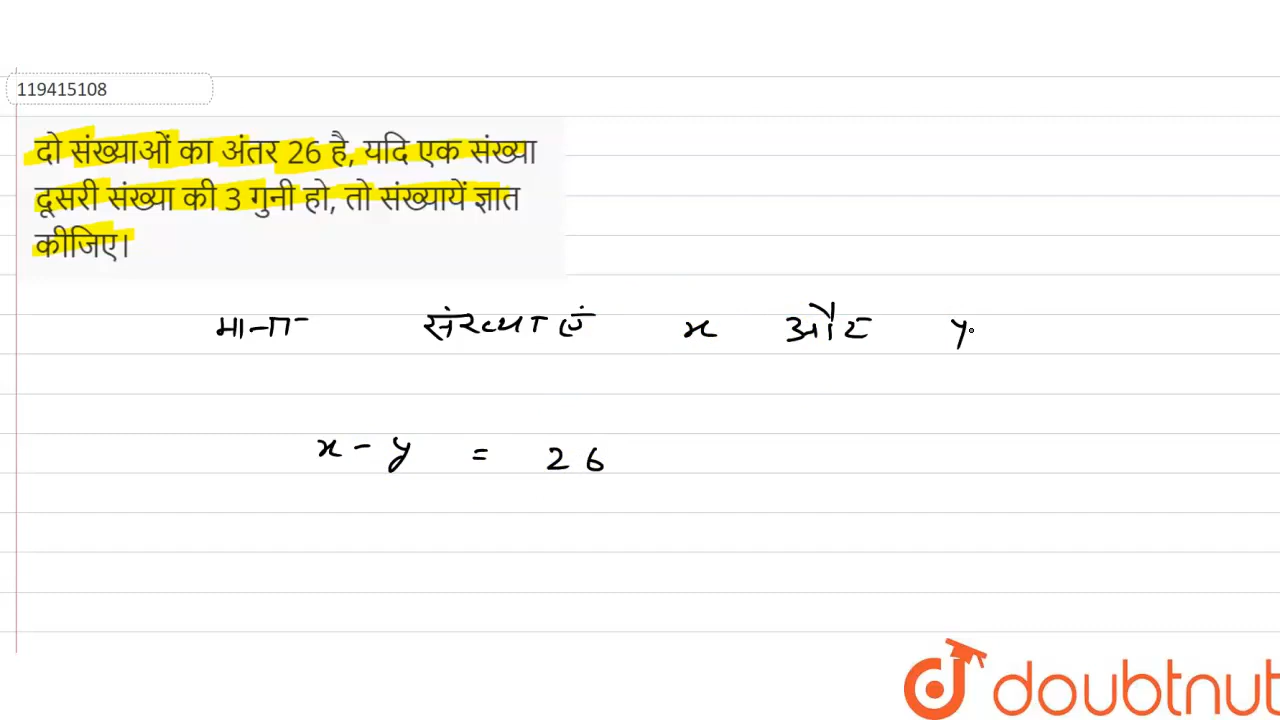 119415108
दो संख्याओं का अंतर 26 है, यदि एक संख्या
दूसरी संख्या की 3 गुनी हो, तो संख्यायें ज्ञात
कीजिए।
माना संख्याएं x और y
x - y = 26
doubtnut